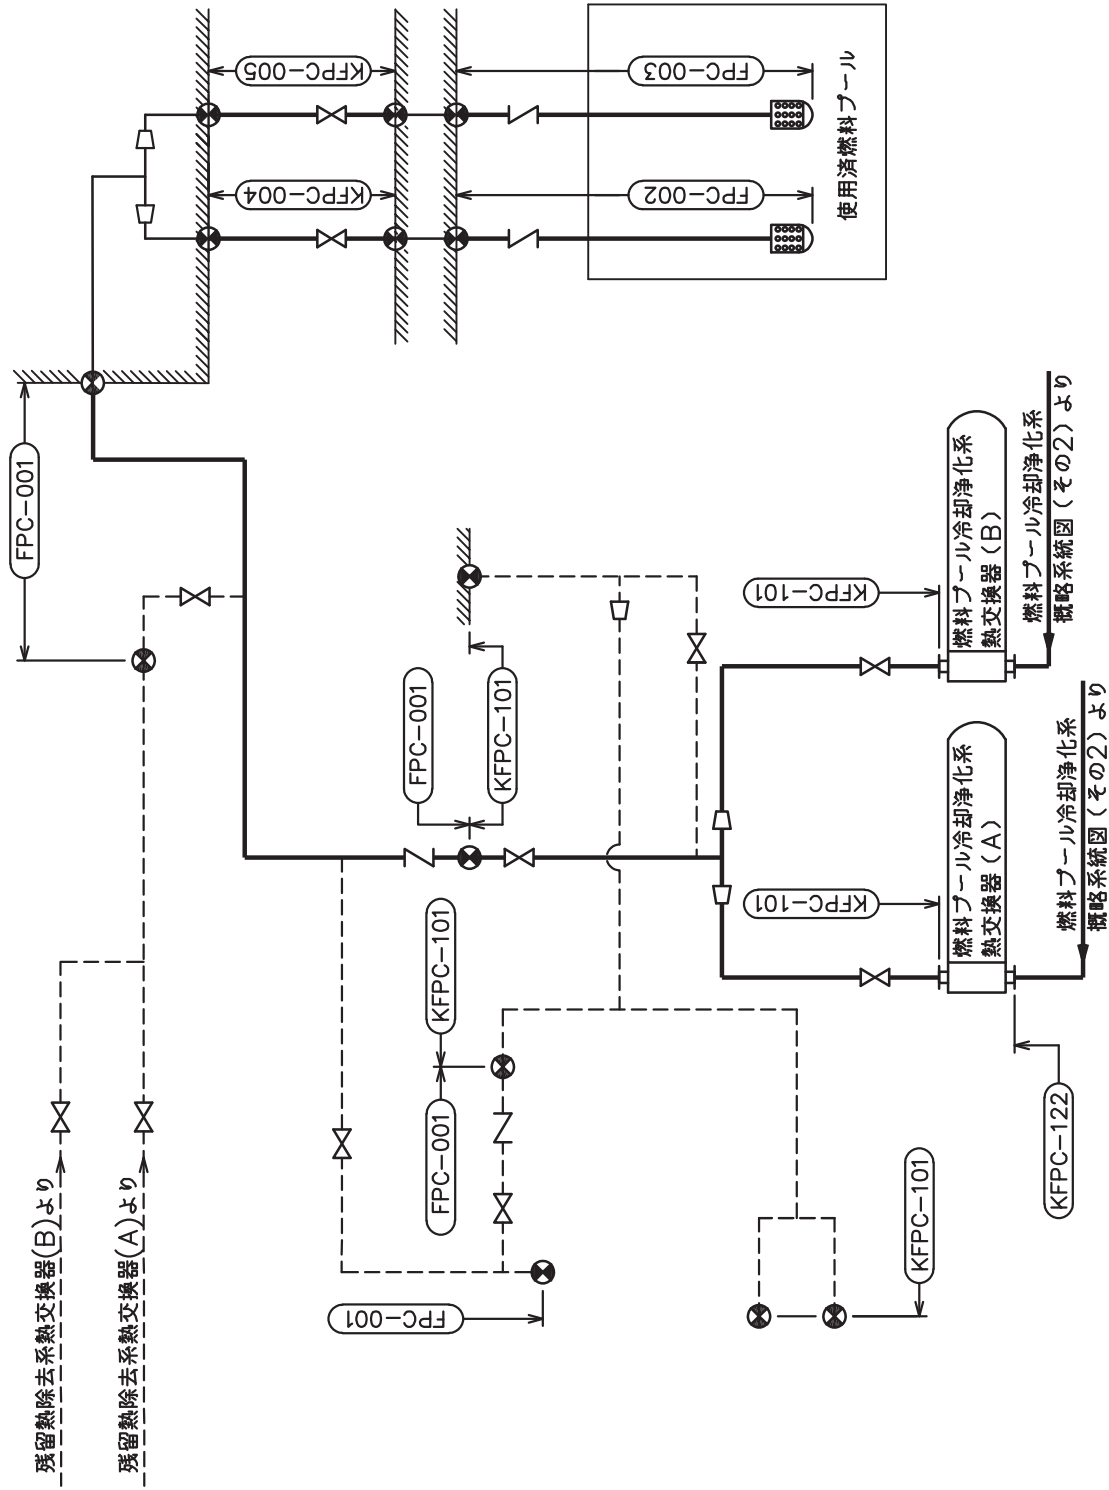 残留熱除去系熱交換器(B)より
残留熱除去系熱交換器(A)より
FPC-001
FPC-001
KFPC-101
FPC-001
KFPC-101
FPC-001
KFPC-101
KFPC-122
KFPC-101
燃料プール冷却浄化系
熱交換器(A)
燃料プール冷却浄化系
概略系統図(その2)より
KFPC-101
燃料プール冷却浄化系
熱交換器(B)
燃料プール冷却浄化系
概略系統図(その2)より
KFPC-004
FPC-002
KFPC-005
FPC-003
使用済燃料プール